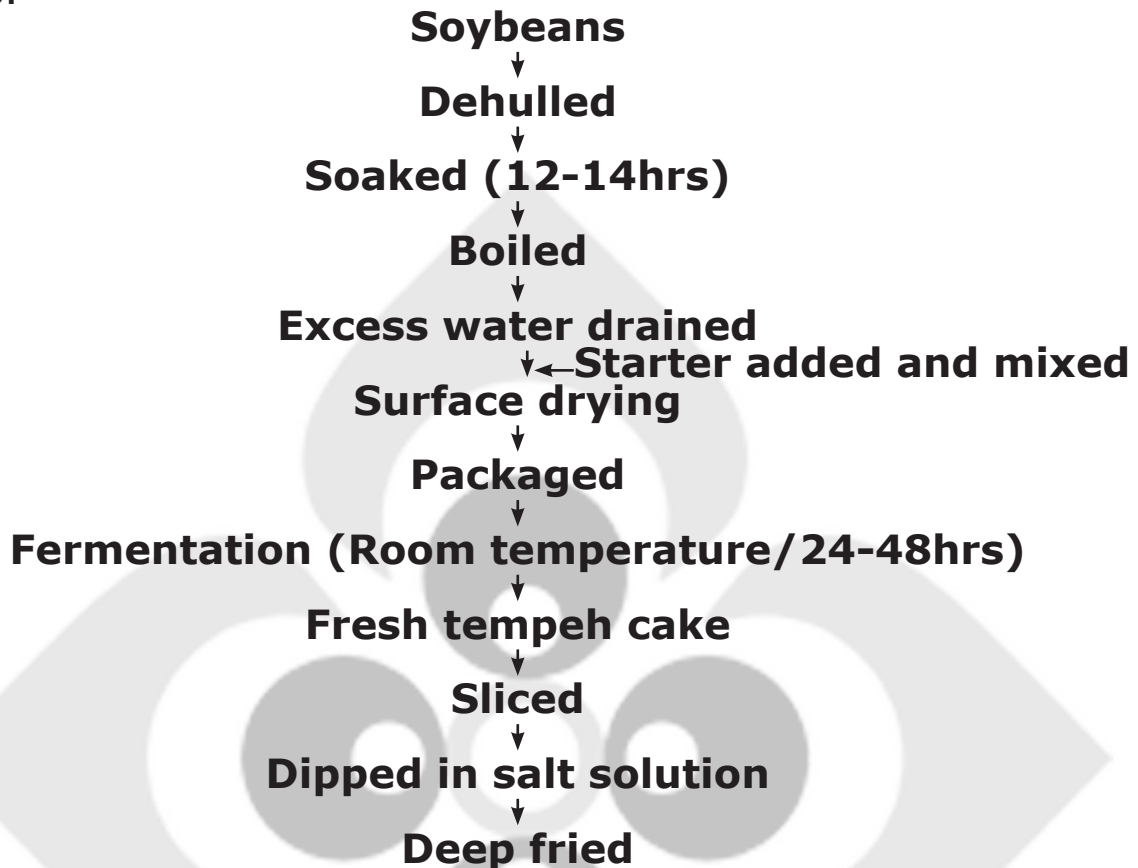 Soybeans
Dehulled
Soaked (12-14hrs)
Boiled
Excess water drained
Starter added and mixed
Surface drying
Packaged
Fermentation (Room temperature/24-48hrs)
Fresh tempeh cake
Sliced
Dipped in salt solution
Deep fried